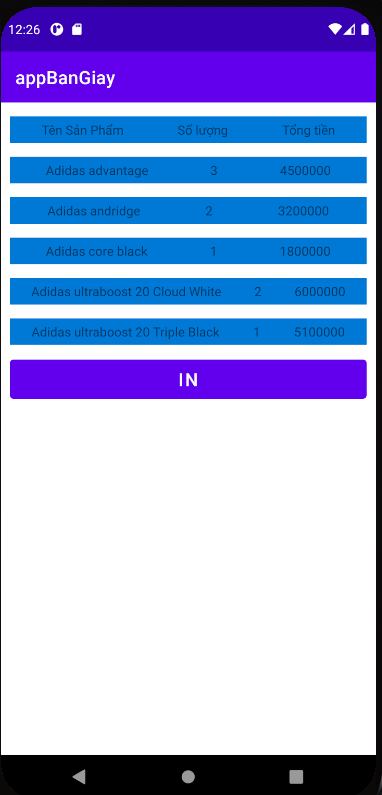 12:26
appBanGiay
Tên Sản Phẩm Số lượng Tổng tiền
Adidas advantage 3 4500000
Adidas andridge 2 3200000
Adidas core black 1 1800000
Adidas ultraboost 20 Cloud White 2 6000000
Adidas ultraboost 20 Triple Black 1 5100000
IN